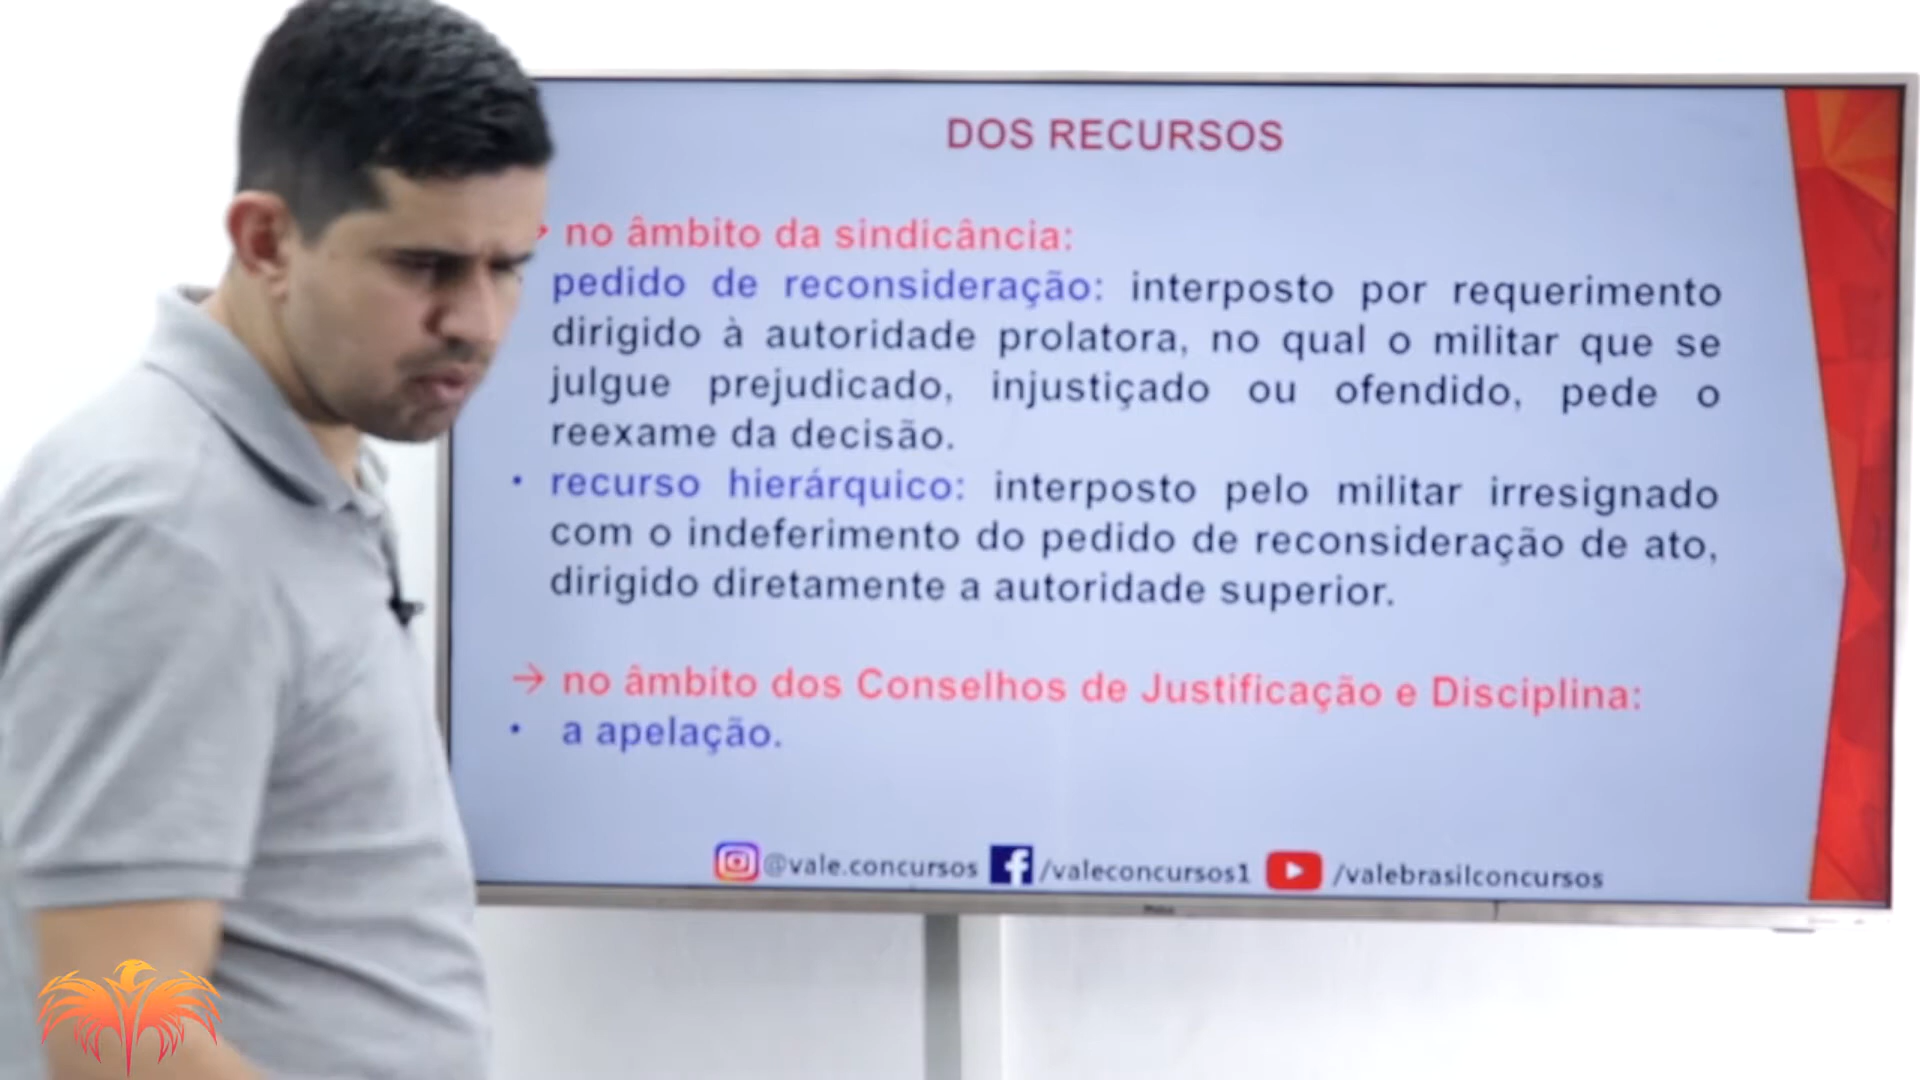 DOS RECURSOS
→ no âmbito da sindicância:
pedido de reconsideração: interposto por requerimento
dirigido à autoridade prolatora, no qual o militar que se
julgue prejudicado, injustiçado ou ofendido, pede o
reexame da decisão.
• recurso hierárquico: interposto pelo militar irresignado
com o indeferimento do pedido de reconsideração de ato,
dirigido diretamente a autoridade superior.
→ no âmbito dos Conselhos de Justificação e Disciplina:
• a apelação.
@vale.concursos /valeconcursos1 /valebrasilconcursos